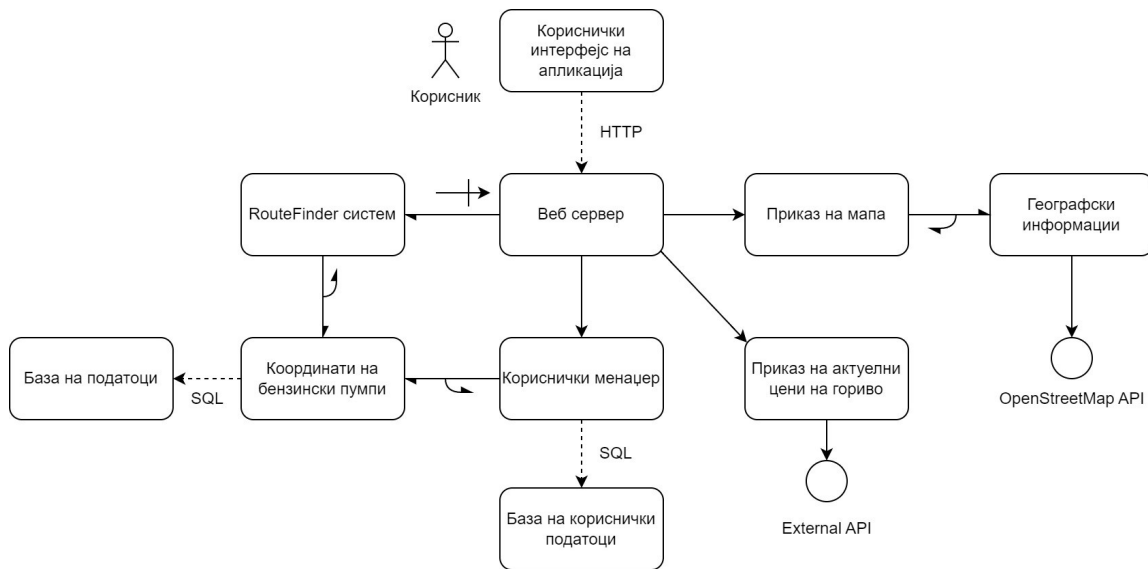 Кориснички
интерфејс на
апликација
Корисник
HTTP
RouteFinder систем
Веб сервер
Приказ на мапа
Географски
информации
База на податоци
SQL
Координати на
бензински пумпи
Кориснички менаџер
Приказ на актуелни
цени на гориво
OpenStreetMap API
SQL
База на кориснички
податоци
External API